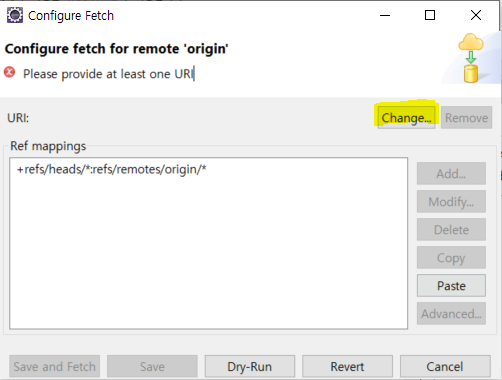 Configure Fetch
Configure fetch for remote 'origin'
Please provide at least one URI
URI:
Change...
Remove
Ref mappings
+refs/heads/*:refs/remotes/origin/*
Add...
Modify...
Delete
Copy
Paste
Advanced...
Save and Fetch
Save
Dry-Run
Revert
Cancel